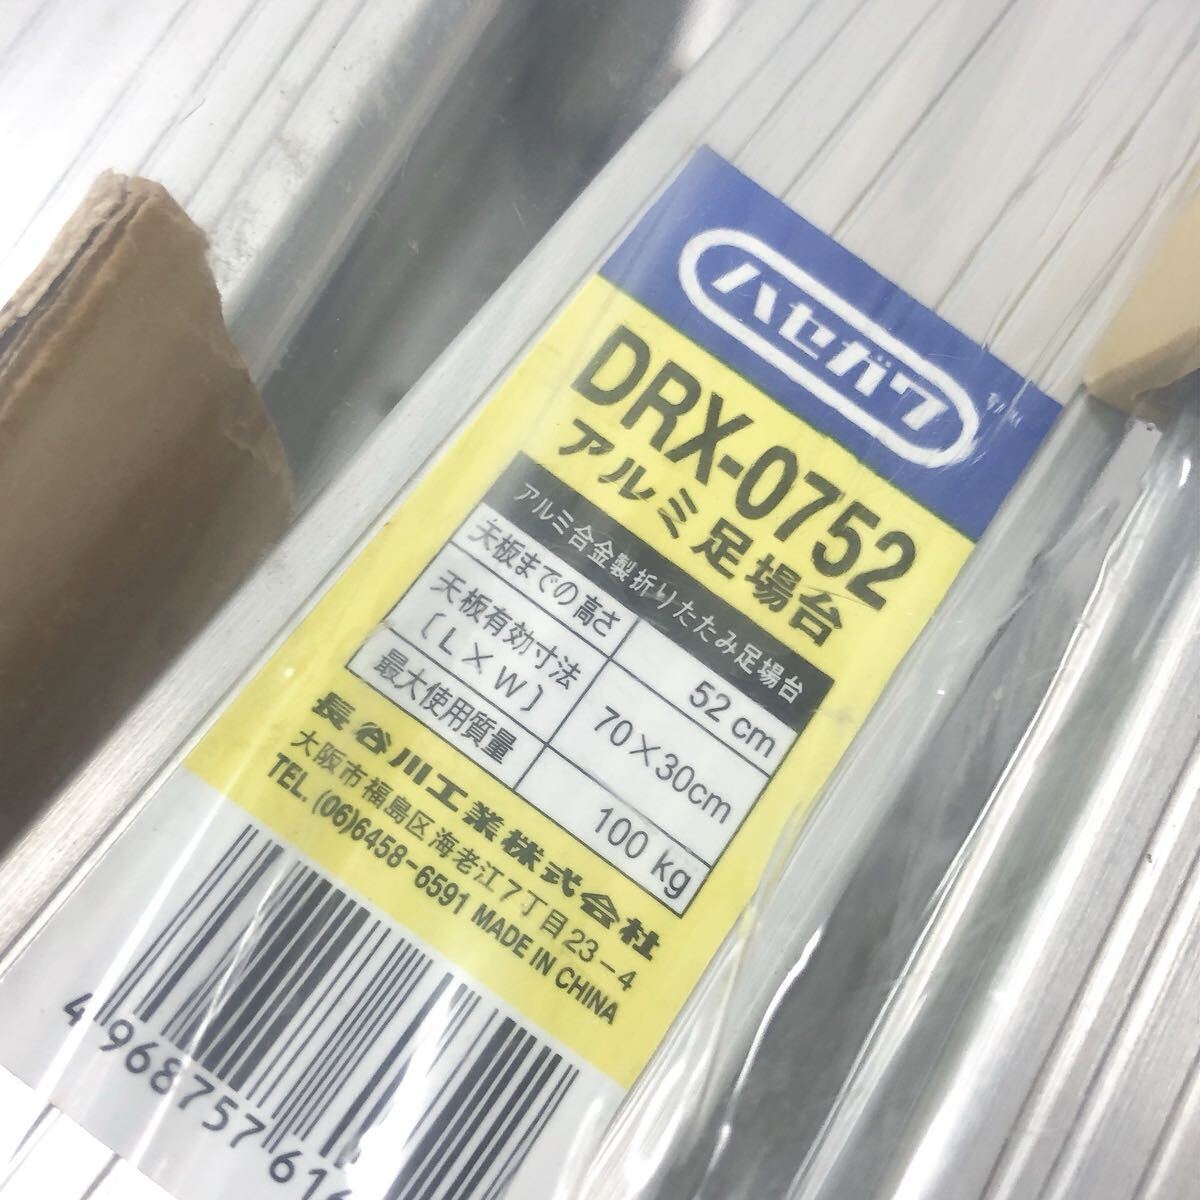 ハセガワ
DRX-0752
アルミ足場台
アルミ合金製折りたたみ足場台
天板までの高さ 52 cm
天板有効寸法 70×30cm
〔L×W〕
最大使用質量 100 kg
長谷川工業株式会社
大阪市福島区海老江7丁目23-4
TEL.(06)6458-6591 MADE IN CHINA
4 968757 61